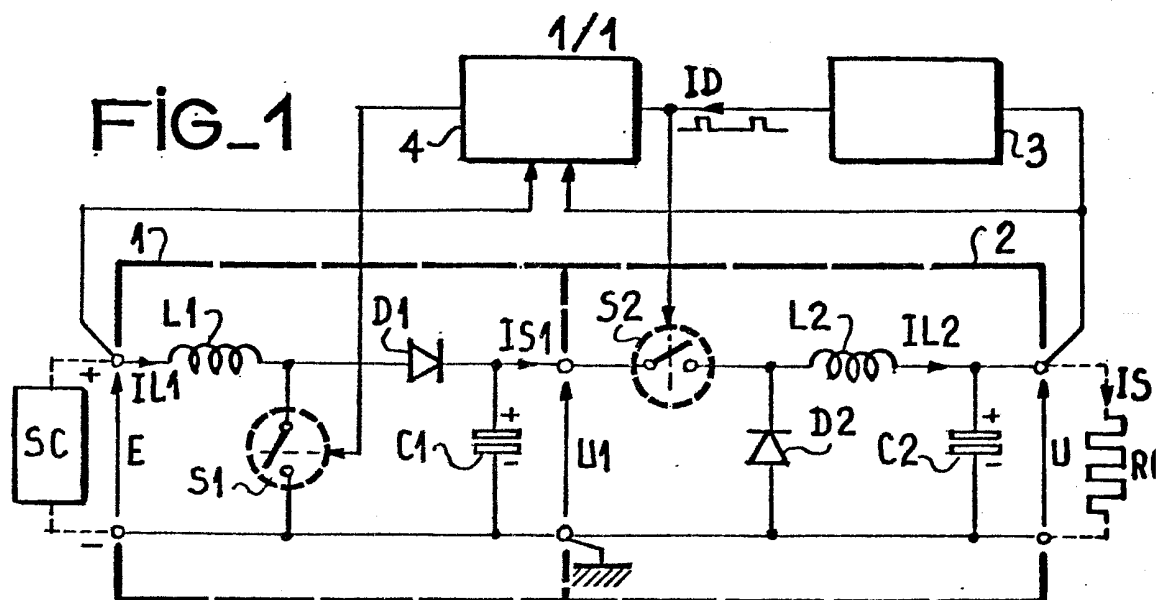 1/1
FIG_1
ID
4
3
1
2
L1
D1
IS1
S2
L2
IL2
+
IL1
IS
SC
E
S1
C1
+
-
U1
D2
C2
+
-
U
-